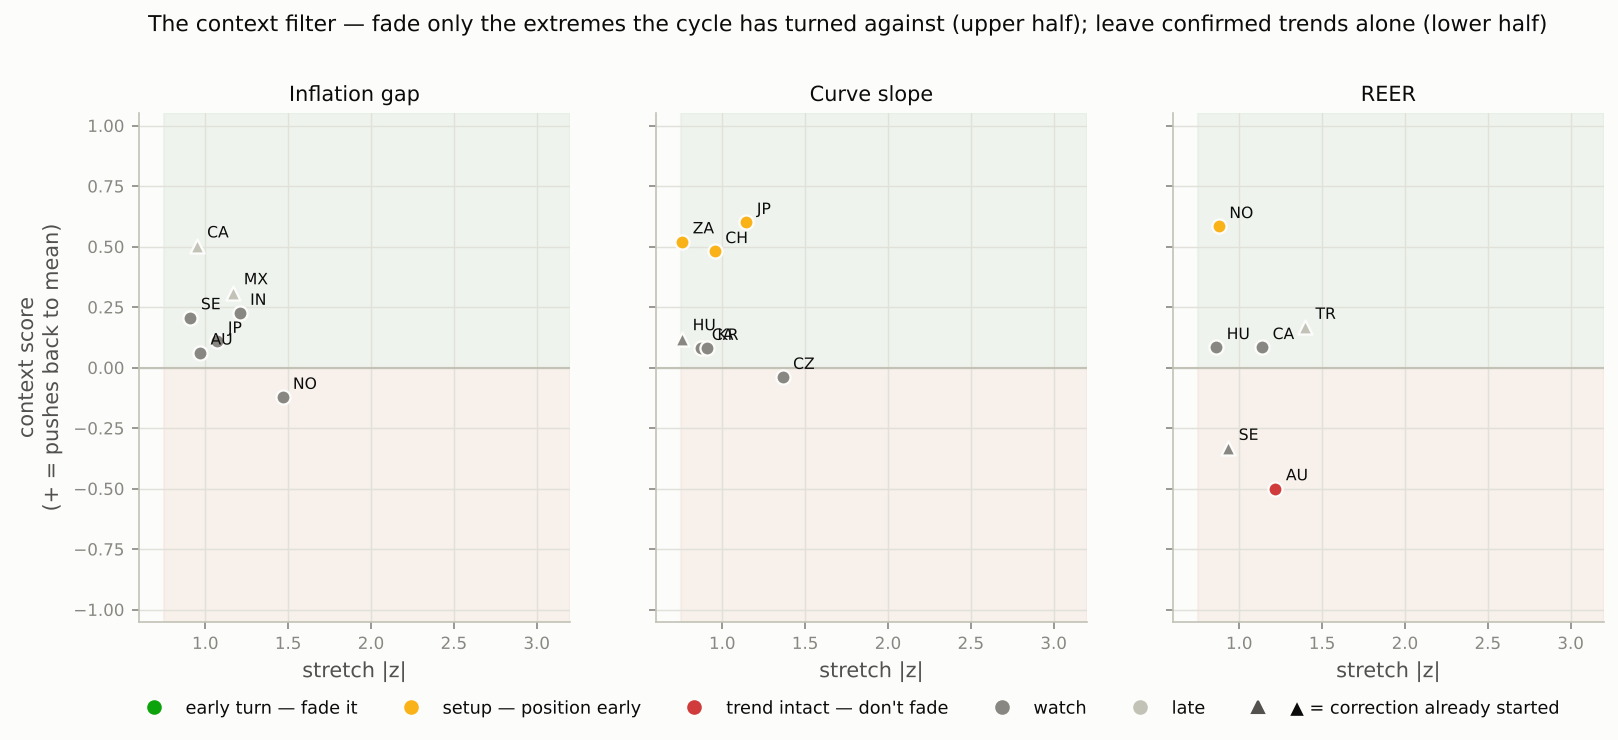 The context filter — fade only the extremes the cycle has turned against (upper half); leave confirmed trends alone (lower half)
Inflation gap
Curve slope
REER
context score
(+ = pushes back to mean)
1.00
0.75
0.50
0.25
0.00
−0.25
−0.50
−0.75
−1.00
CA
MX
IN
SE
JP
AU
NO
1.0 1.5 2.0 2.5 3.0
stretch |z|
JP
ZA
CH
HU
CA
KR
CZ
1.0 1.5 2.0 2.5 3.0
stretch |z|
NO
TR
HU
CA
SE
AU
1.0 1.5 2.0 2.5 3.0
stretch |z|
early turn — fade it
setup — position early
trend intact — don't fade
watch
late
▲ = correction already started